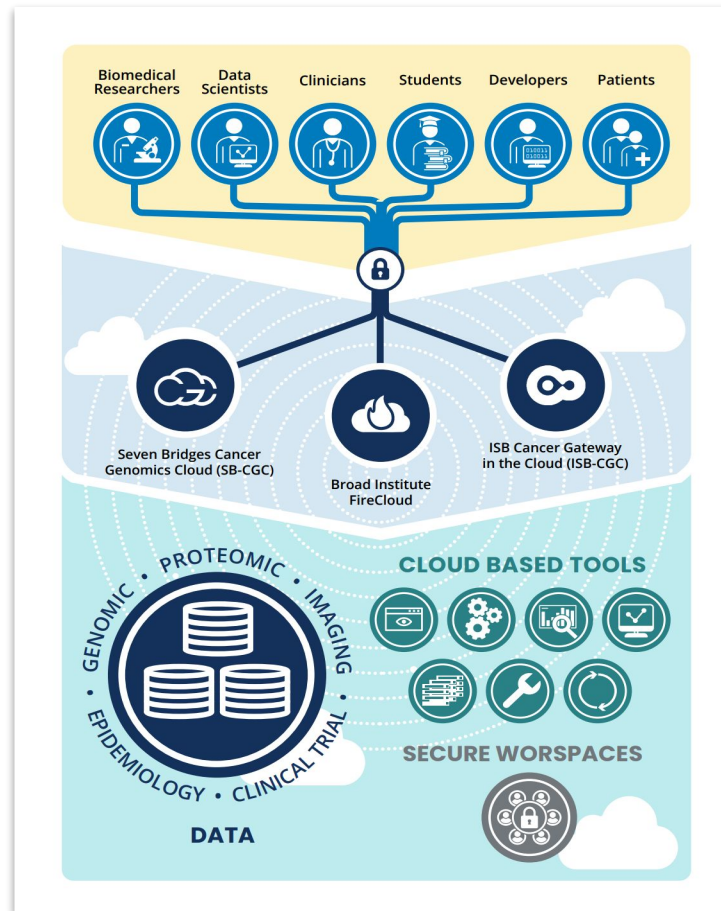 Biomedical
Researchers
Data
Scientists
Clinicians
Students
Developers
Patients
010011
010011
Seven Bridges Cancer
Genomics Cloud (SB-CGC)
Broad Institute
FireCloud
ISB Cancer Gateway
in the Cloud (ISB-CGC)
• GENOMIC • PROTEOMIC • IMAGING
• EPIDEMIOLOGY • CLINICAL TRIAL •
DATA
CLOUD BASED TOOLS
SECURE WORSPACES